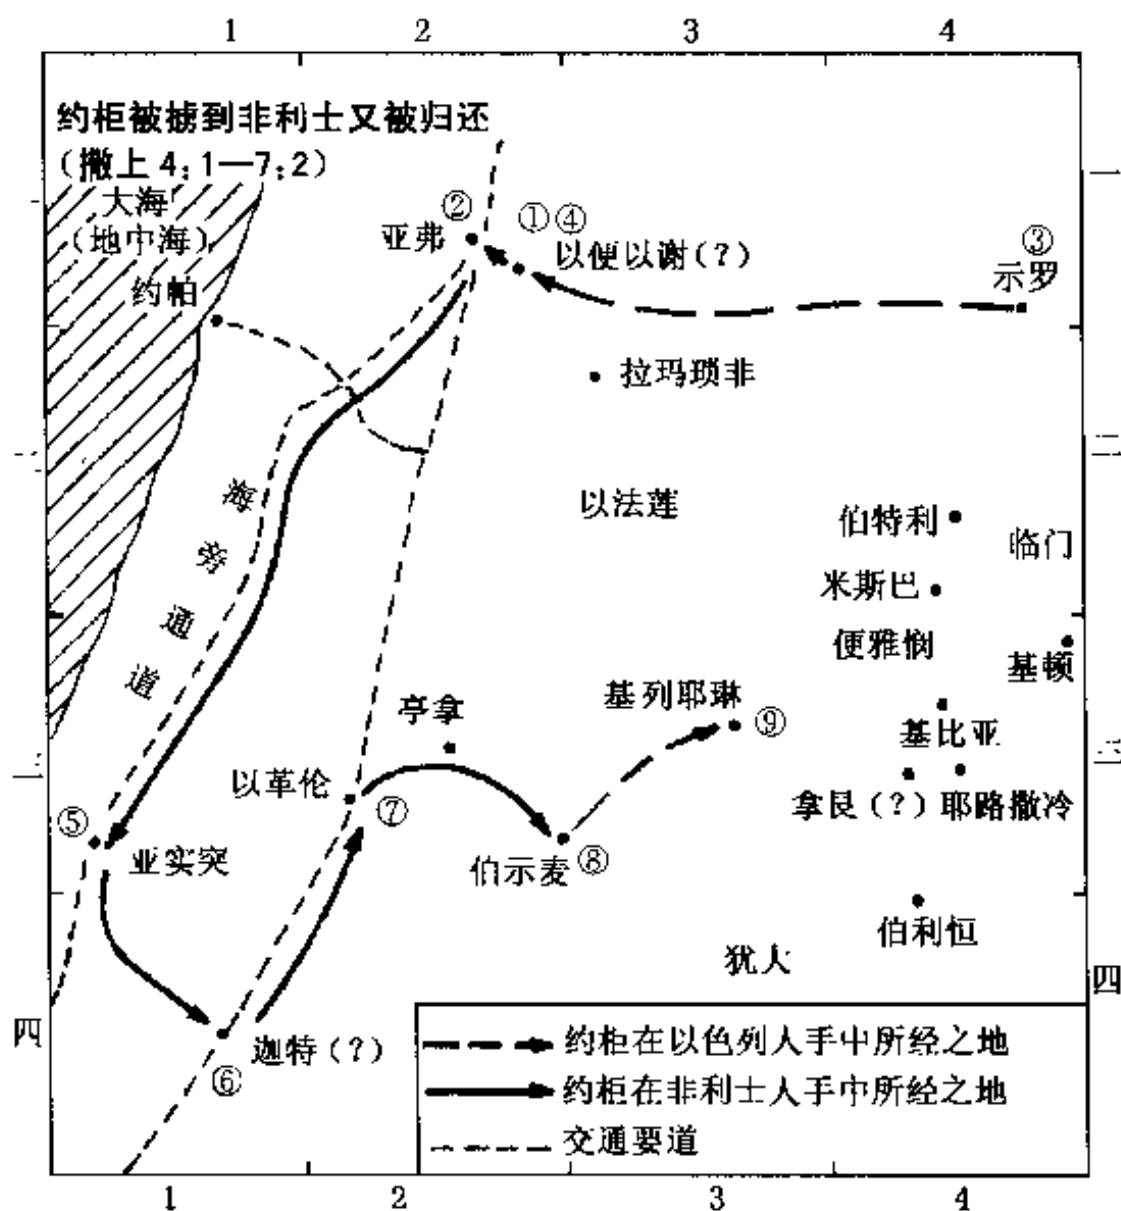 1 2 3 4
约柜被掳到非利士又被归还
(撒上 4:1—7:2)
一
大海
(地中海)
② ①④ ③
亚弗 以便以谢(?) 示罗
约帕
拉玛琐非
二 二
海旁通道
以法莲
伯特利 临门
米斯巴
便雅悯 基顿
基列耶琳 ⑨
亭拿
基比亚
三 三
以革伦 ⑦
拿艮(?) 耶路撒冷
⑤
亚实突
伯示麦 ⑧
伯利恒
犹大
四 四
迦特(?)
⑥
约柜在以色列人手中所经之地
约柜在非利士人手中所经之地
交通要道
1 2 3 4